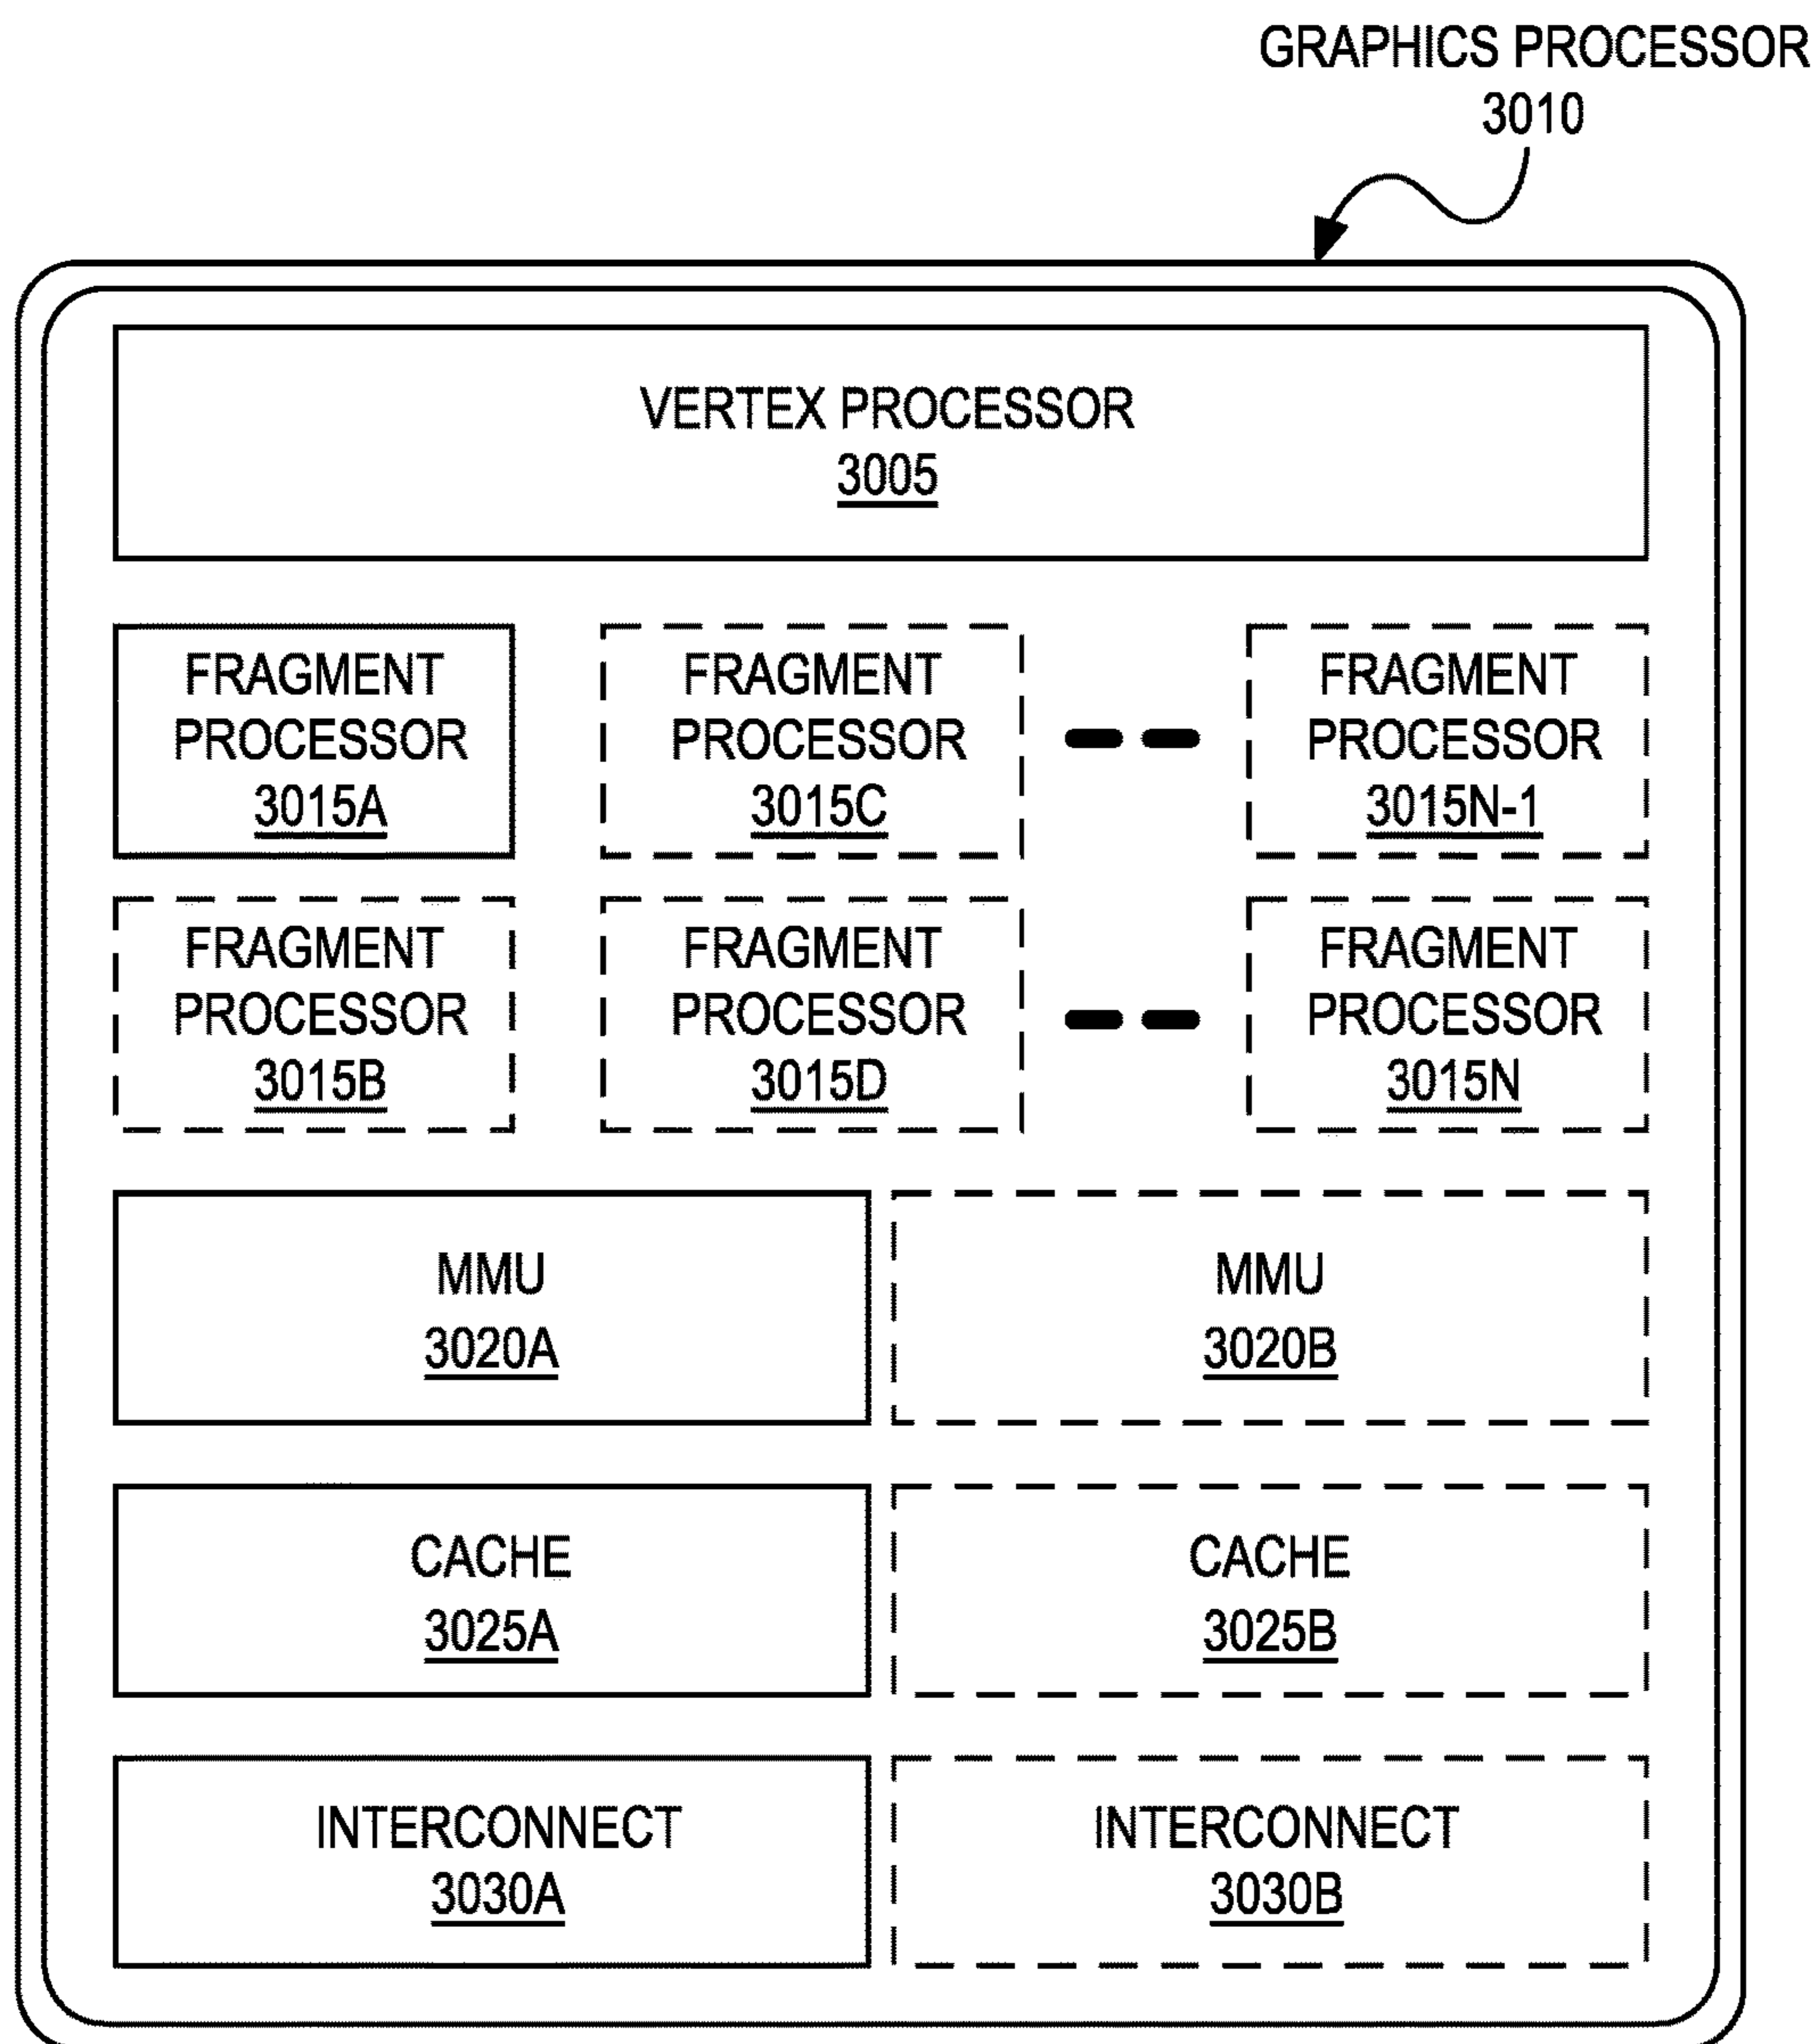 GRAPHICS PROCESSOR
3010
VERTEX PROCESSOR
3005
FRAGMENT
PROCESSOR
3015A
FRAGMENT
PROCESSOR
3015C
FRAGMENT
PROCESSOR
3015N-1
FRAGMENT
PROCESSOR
3015B
FRAGMENT
PROCESSOR
3015D
FRAGMENT
PROCESSOR
3015N
MMU
3020A
MMU
3020B
CACHE
3025A
CACHE
3025B
INTERCONNECT
3030A
INTERCONNECT
3030B